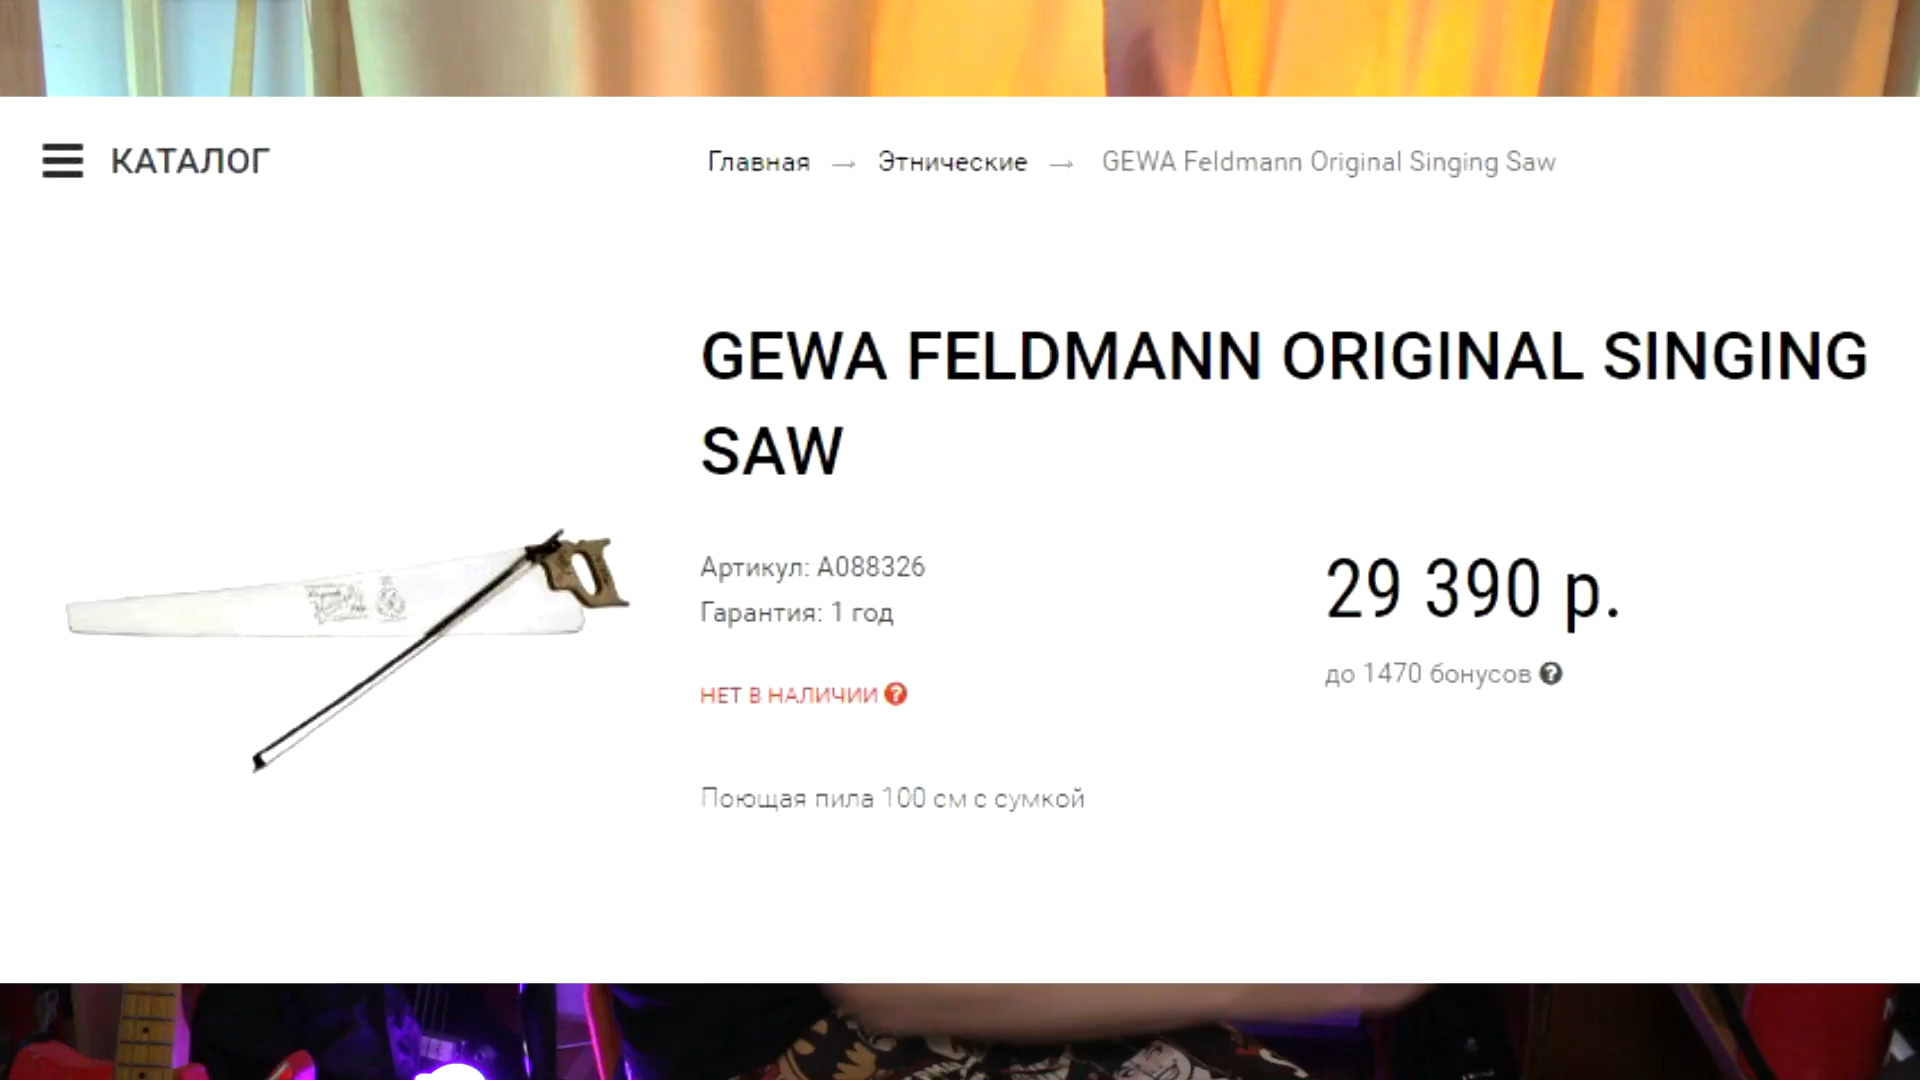 КАТАЛОГ
Главная → Этнические → GEWA Feldmann Original Singing Saw
GEWA FELDMANN ORIGINAL SINGING
SAW
Артикул: A088326
Гарантия: 1 год
29 390 р.
до 1470 бонусов
НЕТ В НАЛИЧИИ
Поющая пила 100 см с сумкой